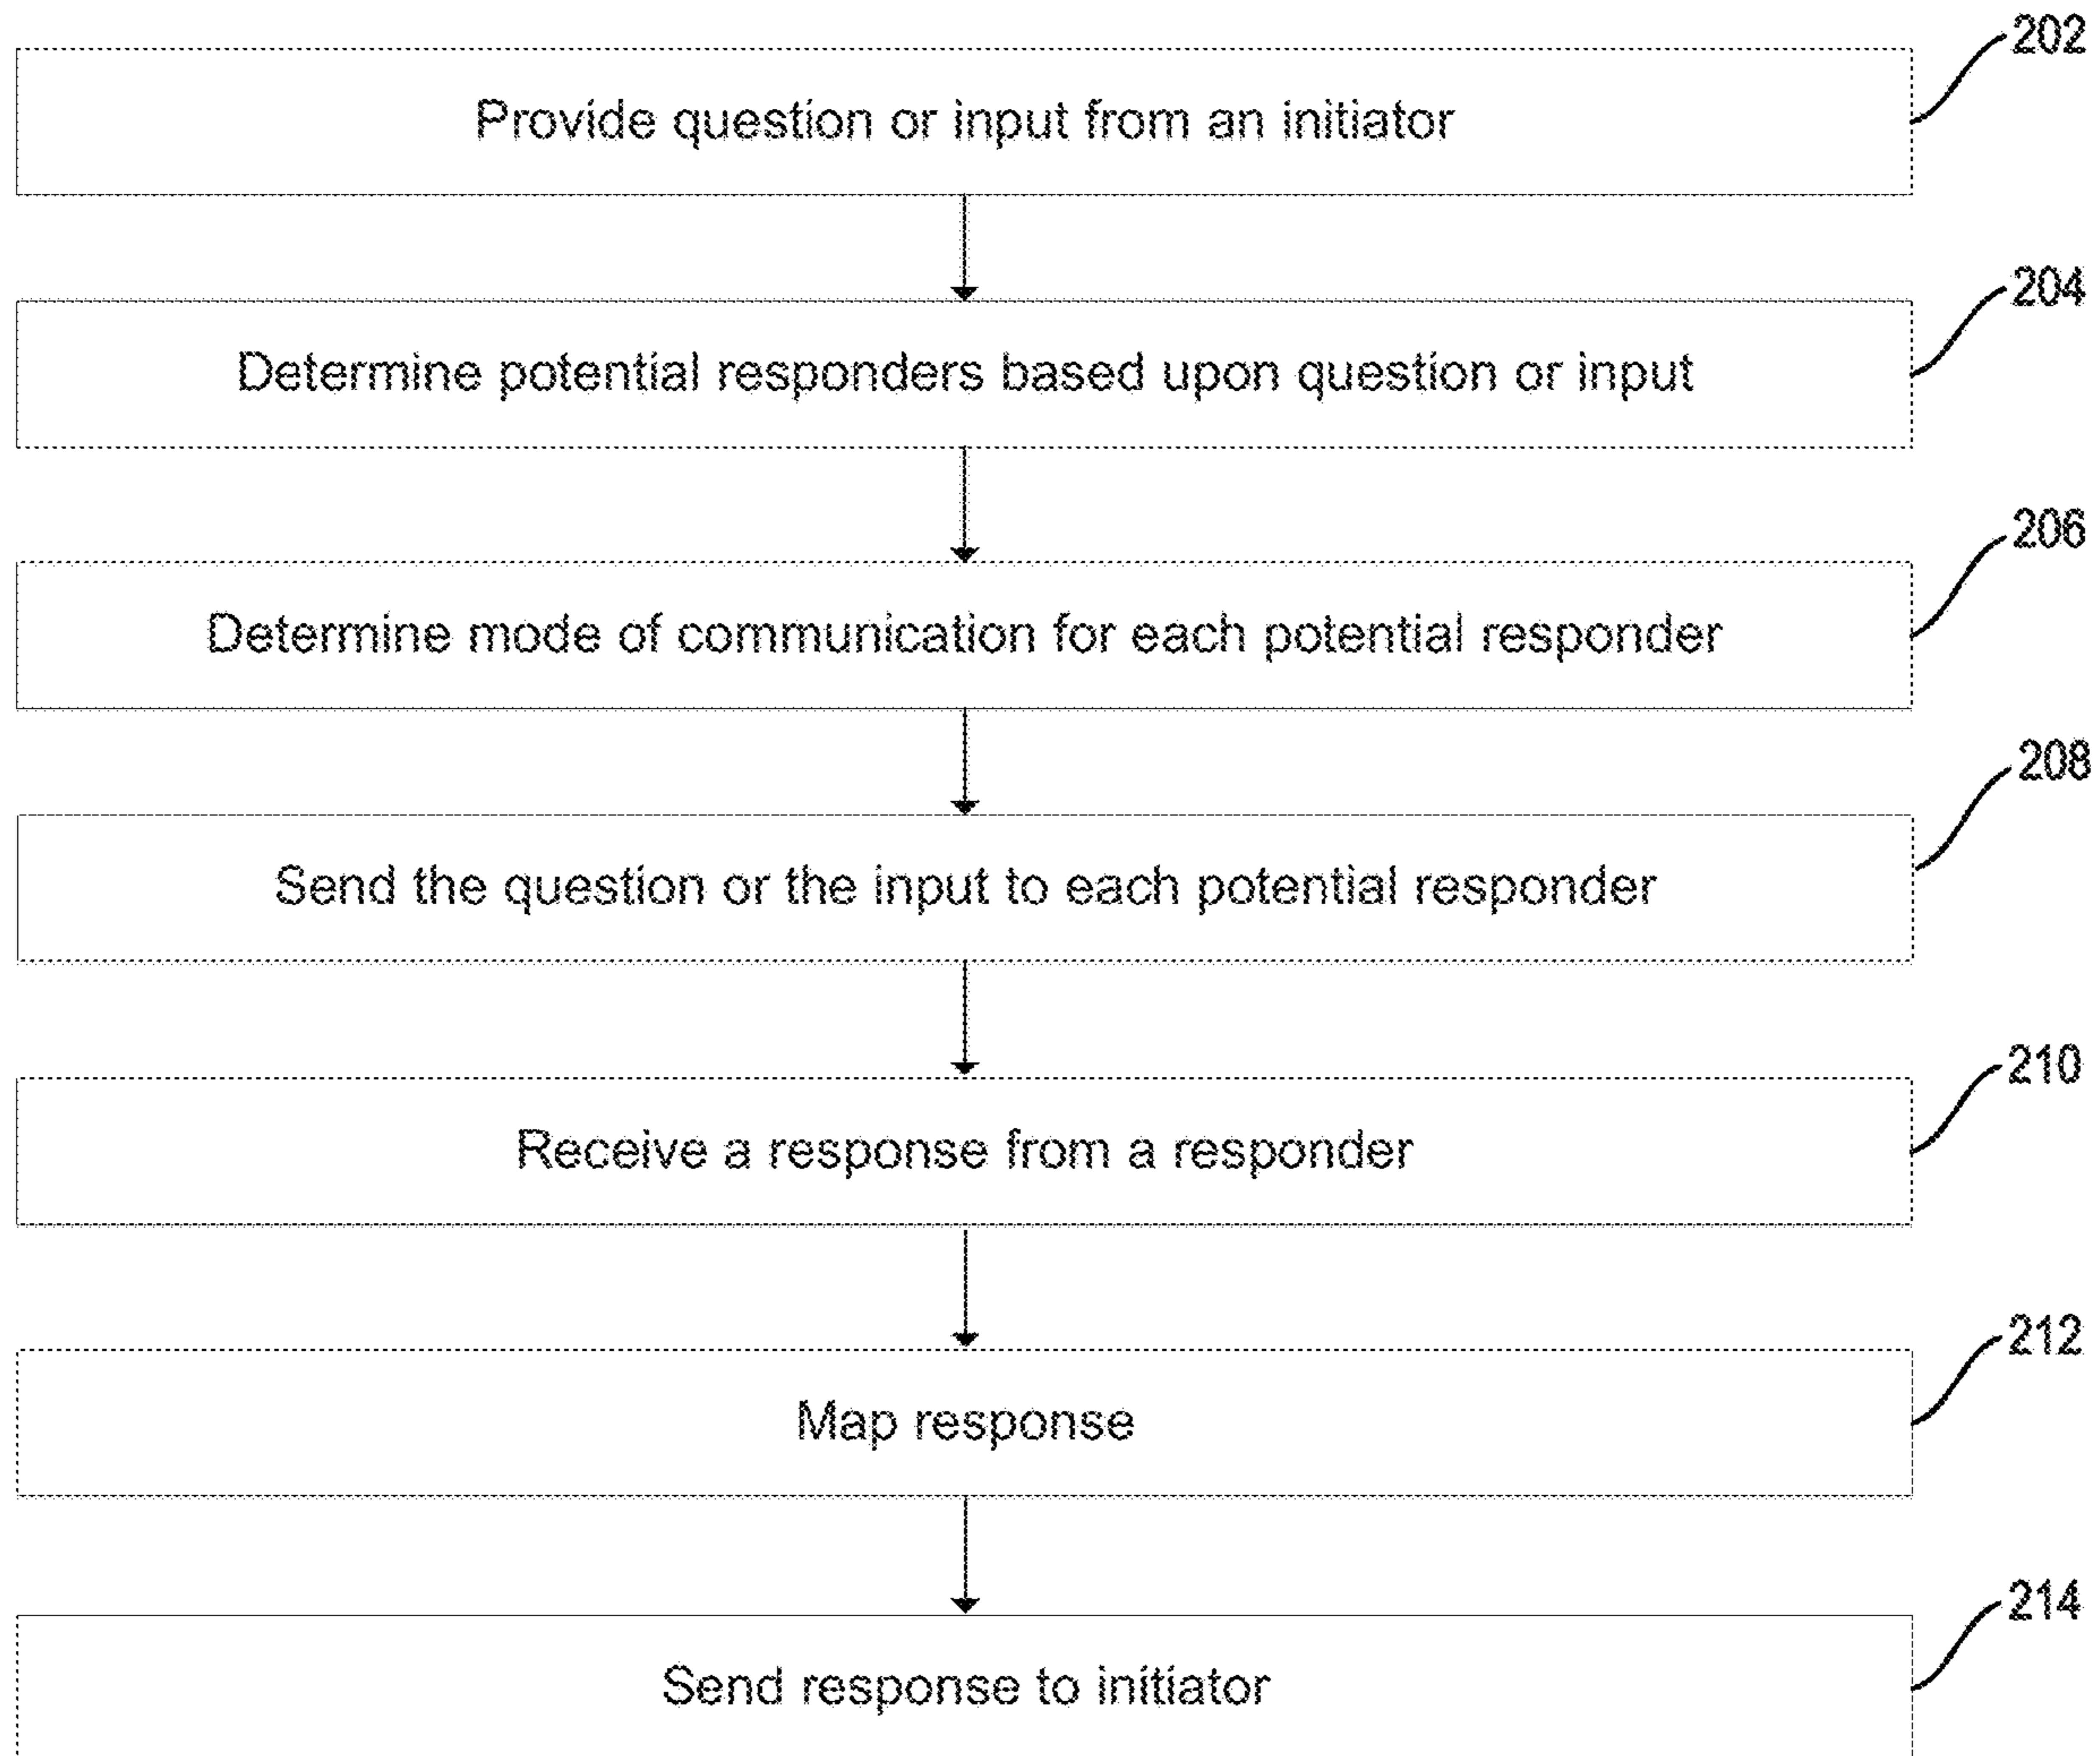 202
Provide question or input from an initiator
204
Determine potential responders based upon question or input
206
Determine mode of communication for each potential responder
208
Send the question or the input to each potential responder
210
Receive a response from a responder
212
Map response
214
Send response to initiator